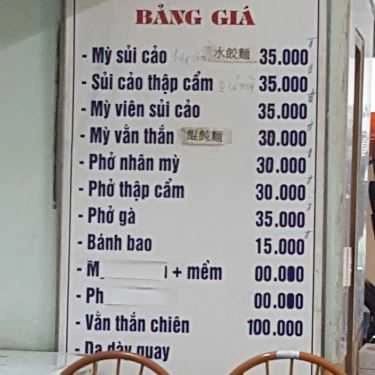 BẢNG GIÁ
- Mỳ sủi cảo 水餃麵 35.000
- Sủi cảo thập cẩm 35.000
- Mỳ viên sủi cảo 35.000
- Mỳ vằn thắn 餛飩麵 30.000
- Phở nhân mỳ 30.000
- Phở thập cẩm 30.000
- Phở gà 35.000
- Bánh bao 15.000
- M + mềm 00.000
- Ph 00.000
- Vằn thắn chiên 100.000
- Dạ dày quay